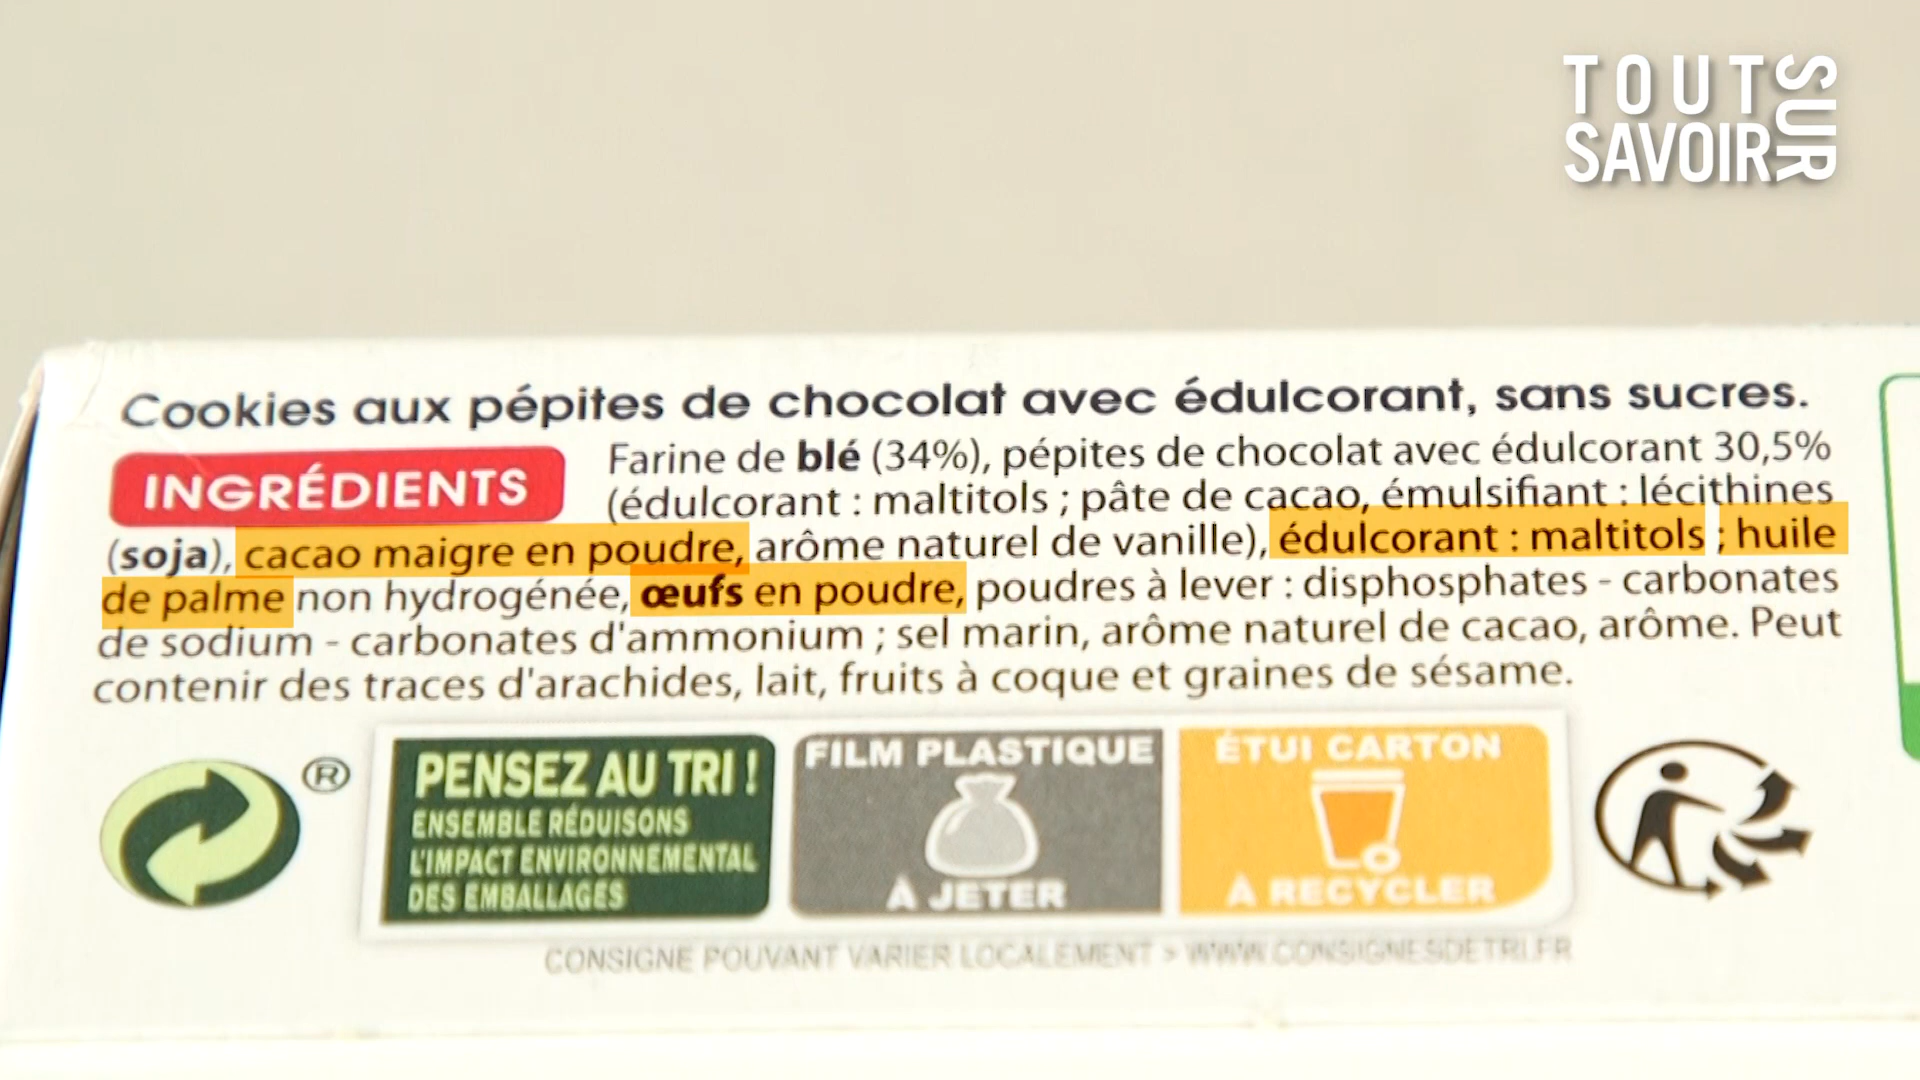 TOUT
SAVOIR
SUR
Cookies aux pépites de chocolat avec édulcorant, sans sucres.
INGRÉDIENTS
Farine de blé (34%), pépites de chocolat avec édulcorant 30,5%
(édulcorant : maltitols ; pâte de cacao, émulsifiant : lécithines
(soja), cacao maigre en poudre, arôme naturel de vanille), édulcorant : maltitols ; huile
de palme non hydrogénée, œufs en poudre, poudres à lever : disphosphates - carbonates
de sodium - carbonates d'ammonium ; sel marin, arôme naturel de cacao, arôme. Peut
contenir des traces d'arachides, lait, fruits à coque et graines de sésame.
®
PENSEZ AU TRI !
ENSEMBLE RÉDUISONS
L'IMPACT ENVIRONNEMENTAL
DES EMBALLAGES
FILM PLASTIQUE
À JETER
ÉTUI CARTON
À RECYCLER
CONSIGNE POUVANT VARIER LOCALEMENT > WWW.CONSIGNESDETRI.FR